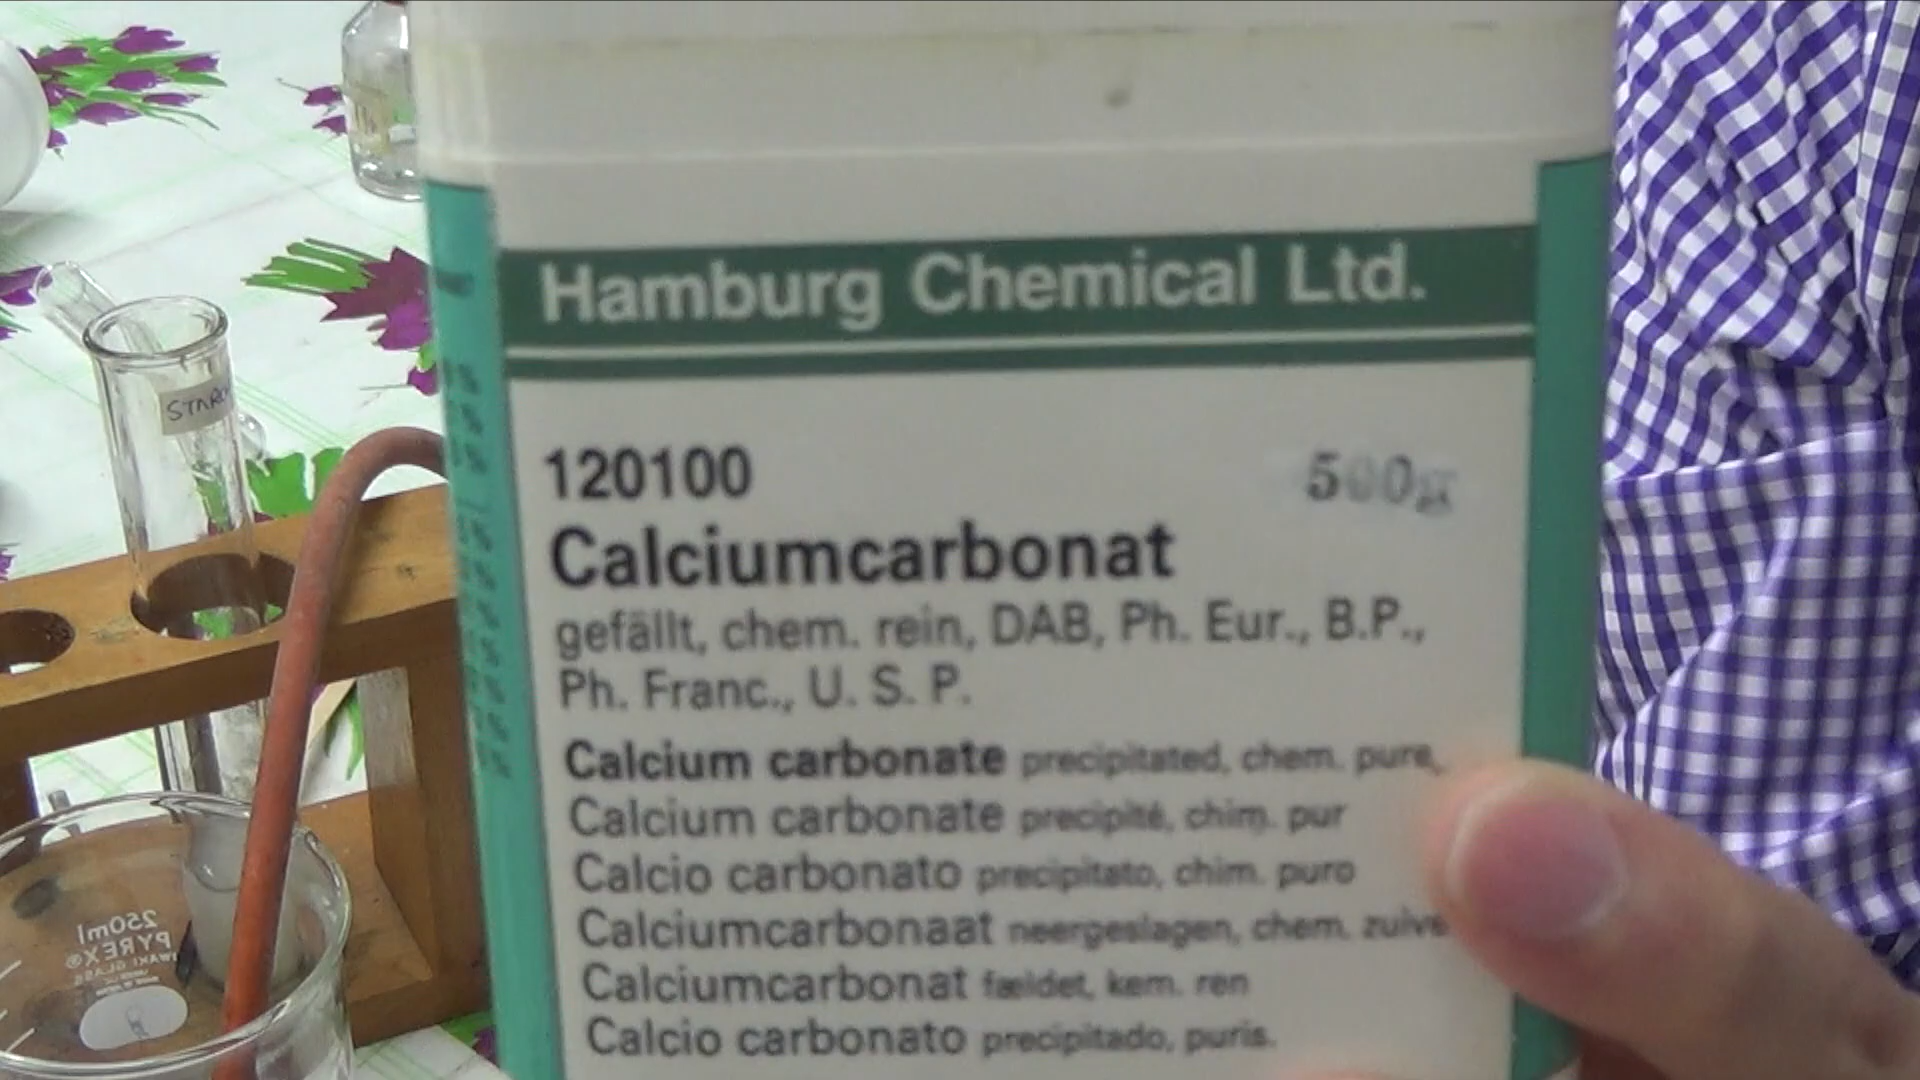 Hamburg Chemical Ltd.
120100
500g
Calciumcarbonat
gefällt, chem. rein, DAB, Ph. Eur., B.P.,
Ph. Franc., U. S. P.
Calcium carbonate precipitated, chem. pure,
Calcium carbonate precipité, chim. pur
Calcio carbonato precipitato, chim. puro
Calciumcarbonaat neergeslagen, chem.
Calciumcarbonat fældet, kem. ren
Calcio carbonato precipitado, puris.
250ml
PYREX®
IWAKI GLASS